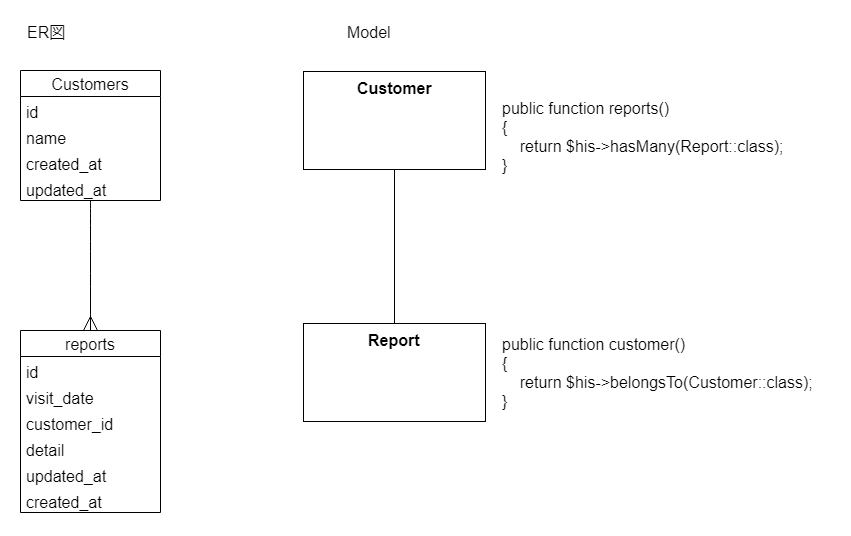 ER図
Model
Customers
id
name
created_at
updated_at
reports
id
visit_date
customer_id
detail
updated_at
created_at
Customer
public function reports()
{
return $his->hasMany(Report::class);
}
Report
public function customer()
{
return $his->belongsTo(Customer::class);
}